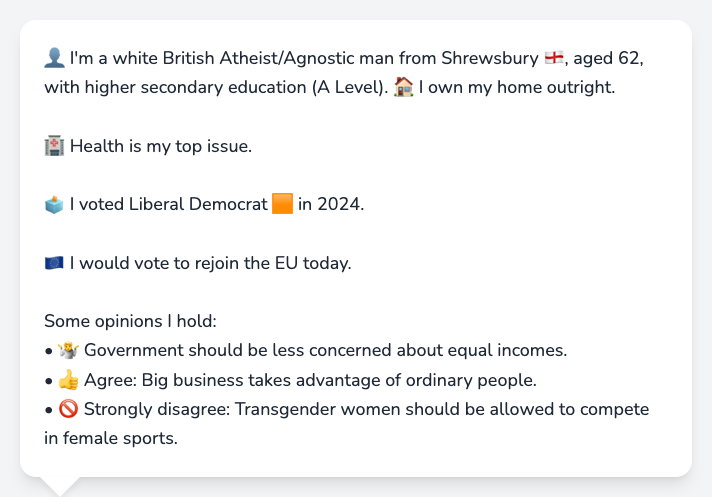 👤 I'm a white British Atheist/Agnostic man from Shrewsbury 🏴󠁧󠁢󠁥󠁮󠁧󠁿, aged 62,
with higher secondary education (A Level). 🏠 I own my home outright.
🏥 Health is my top issue.
🗳️ I voted Liberal Democrat 🟧 in 2024.
🇪🇺 I would vote to rejoin the EU today.
Some opinions I hold:
• 🤷 Government should be less concerned about equal incomes.
• 👍 Agree: Big business takes advantage of ordinary people.
• 🚫 Strongly disagree: Transgender women should be allowed to compete
in female sports.